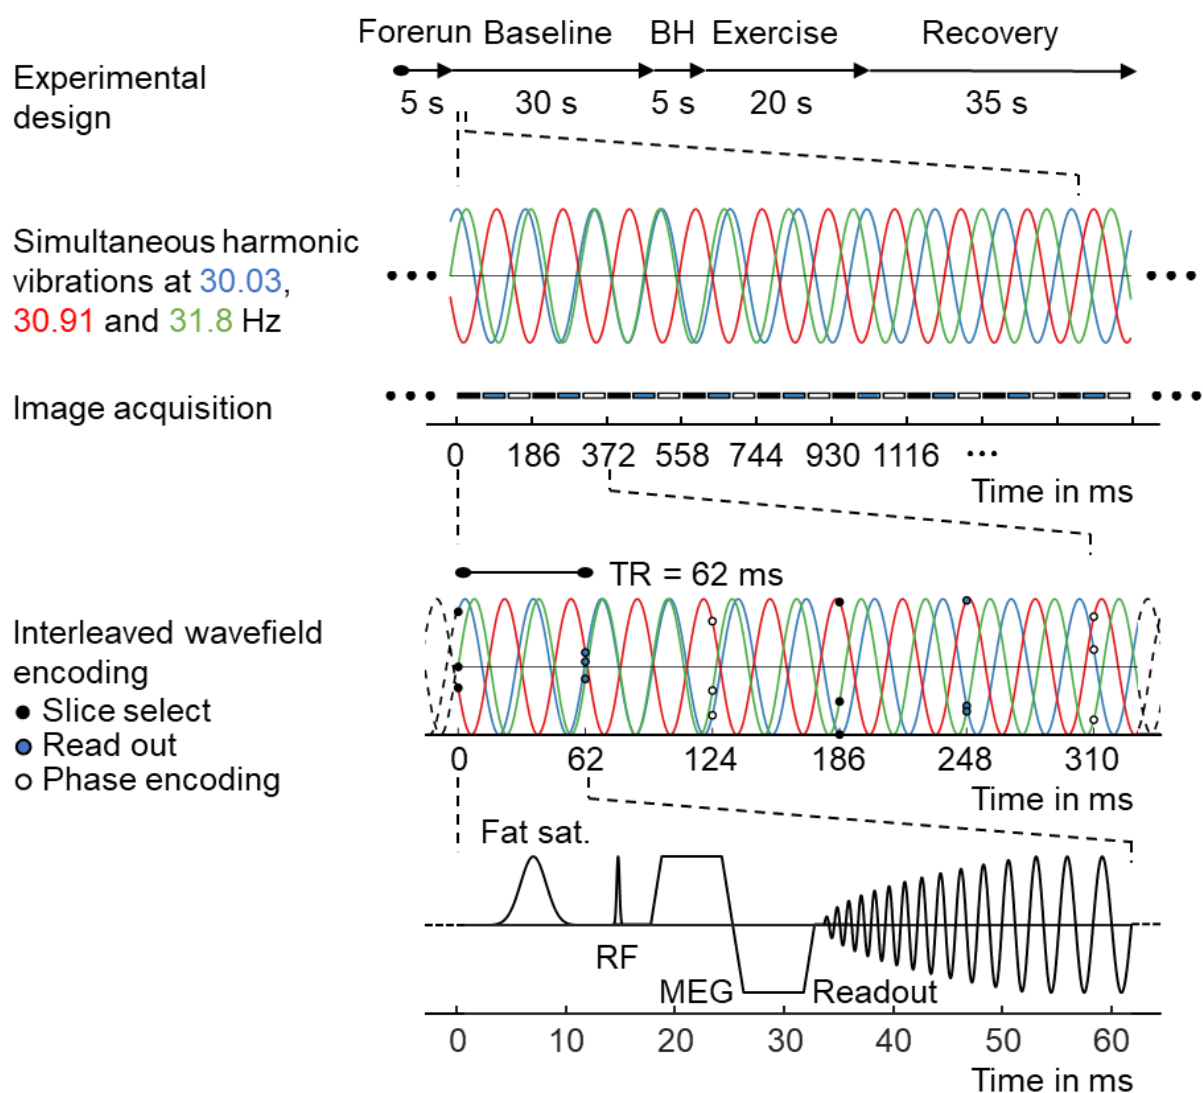 Forerun Baseline BH Exercise Recovery
Experimental
design
5 s 30 s 5 s 20 s 35 s
Simultaneous harmonic
vibrations at 30.03,
30.91 and 31.8 Hz
Image acquisition
0 186 372 558 744 930 1116 ...
Time in ms
TR = 62 ms
Interleaved wavefield
encoding
Slice select
Read out
Phase encoding
0 62 124 186 248 310
Time in ms
Fat sat.
RF
MEG Readout
0 10 20 30 40 50 60
Time in ms